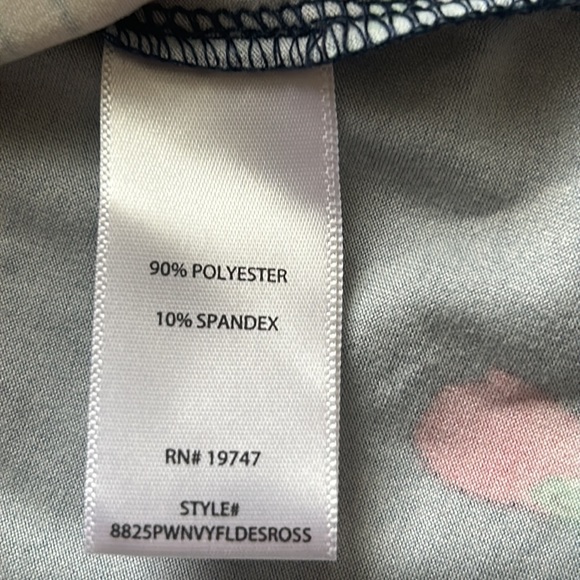 90% POLYESTER
10% SPANDEX
RN# 19747
STYLE#
8825PWNVYFLDESROSS